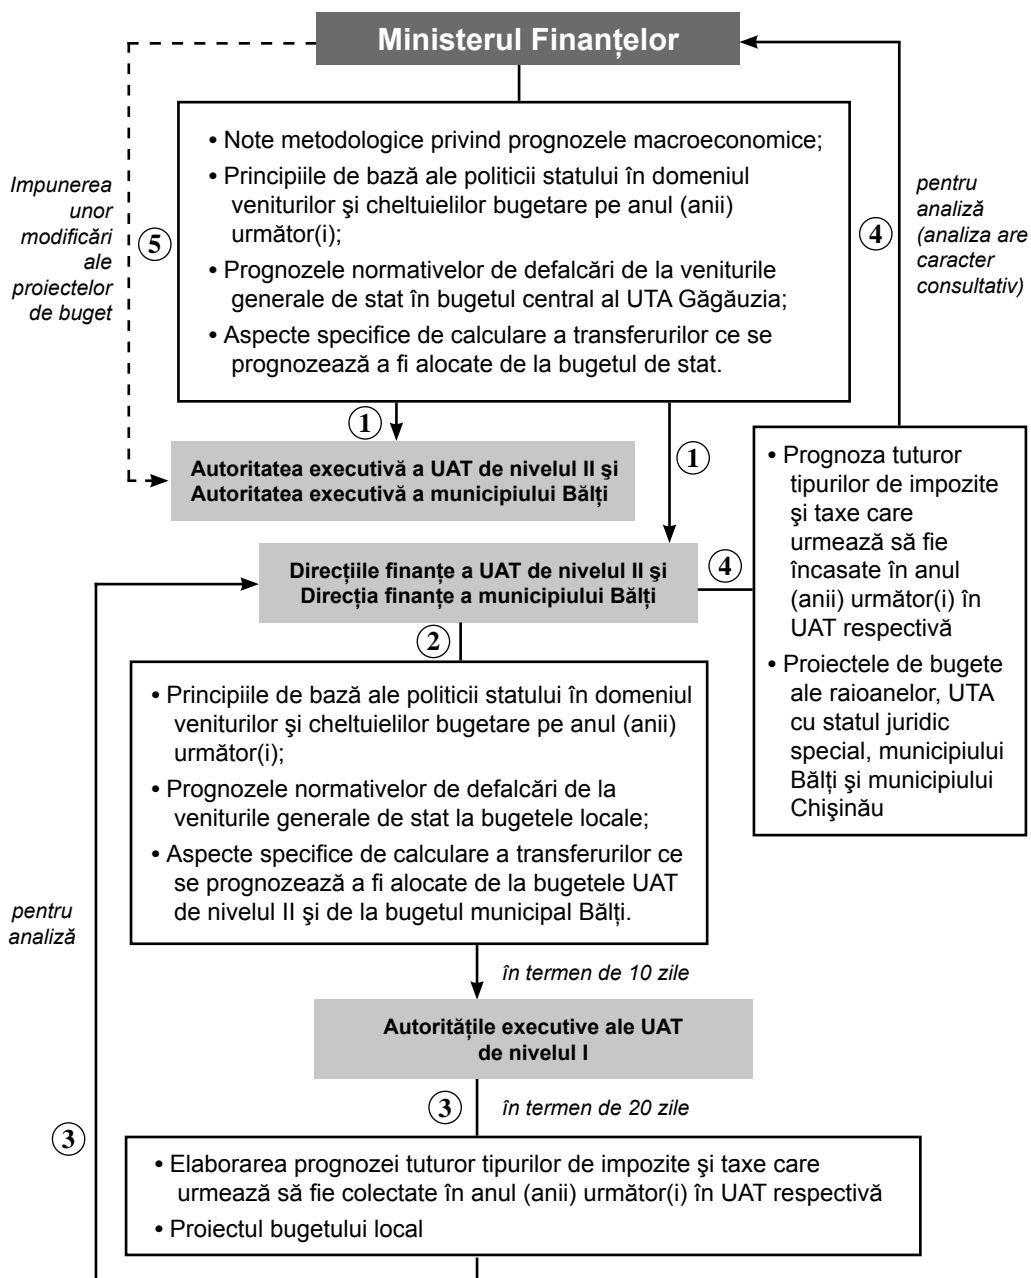 Ministerul Finanțelor
• Note metodologice privind prognozele macroeconomice;
• Principiile de bază ale politicii statului în domeniul
veniturilor şi cheltuielilor bugetare pe anul (anii)
următor(i);
• Prognozele normativelor de defalcări de la veniturile
generale de stat în bugetul central al UTA Găgăuzia;
• Aspecte specifice de calculare a transferurilor ce se
prognozează a fi alocate de la bugetul de stat.
Impunerea
unor
modificări
ale
proiectelor
de buget
5
4
pentru
analiză
(analiza are
caracter
consultativ)
1
1
Autoritatea executivă a UAT de nivelul II şi
Autoritatea executivă a municipiului Bălți
Direcțiile finanțe a UAT de nivelul II şi
Direcția finanțe a municipiului Bălți
4
• Prognoza tuturor
tipurilor de impozite
şi taxe care
urmează să fie
încasate în anul
(anii) următor(i) în
UAT respectivă
• Proiectele de bugete
ale raioanelor, UTA
cu statul juridic
special, municipiului
Bălți şi municipiului
Chişinău
2
• Principiile de bază ale politicii statului în domeniul
veniturilor şi cheltuielilor bugetare pe anul (anii)
următor(i);
• Prognozele normativelor de defalcări de la
veniturile generale de stat la bugetele locale;
• Aspecte specifice de calculare a transferurilor ce
se prognozează a fi alocate de la bugetele UAT
de nivelul II şi de la bugetul municipal Bălți.
pentru
analiză
în termen de 10 zile
Autoritățile executive ale UAT
de nivelul I
3
în termen de 20 zile
3
• Elaborarea prognozei tuturor tipurilor de impozite şi taxe care
urmează să fie colectate în anul (anii) următor(i) în UAT respectivă
• Proiectul bugetului local